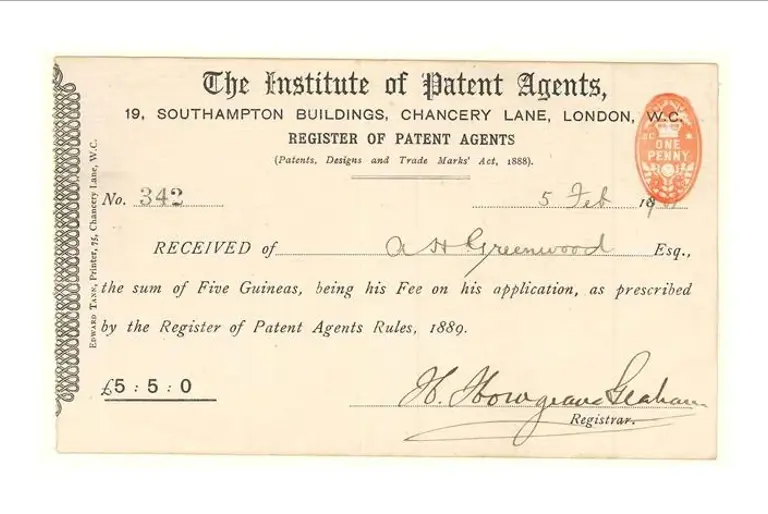 The Institute of Patent Agents,
19, SOUTHAMPTON BUILDINGS, CHANCERY LANE, LONDON, W.C.
REGISTER OF PATENT AGENTS
(Patents, Designs and Trade Marks' Act, 1888).
ONE
PENNY
No. 342
5 Feb
RECEIVED of A H Greenwood Esq.,
the sum of Five Guineas, being his Fee on his application, as prescribed
by the Register of Patent Agents Rules, 1889.
£5 : 5 : 0
H. Howgrave Graham
Registrar.
EDWARD TANN, Printer, 75, Chancery Lane, W.C.